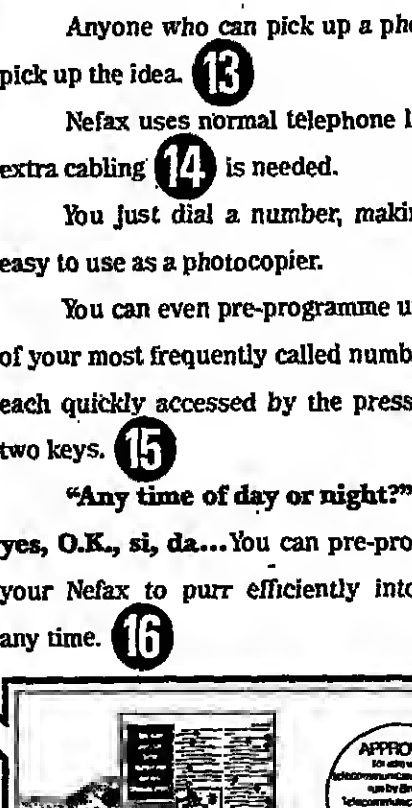 Anyone who can pick up a pho
pick up the idea. 13
Nefax uses normal telephone l
extra cabling 14 is needed.
You just dial a number, makin
easy to use as a photocopier.
You can even pre-programme u
of your most frequently called numb
each quickly accessed by the press
two keys. 15
“Any time of day or night?”
yes, O.K., si, da...You can pre-pro
your Nefax to purr efficiently into
any time. 16
APPRO